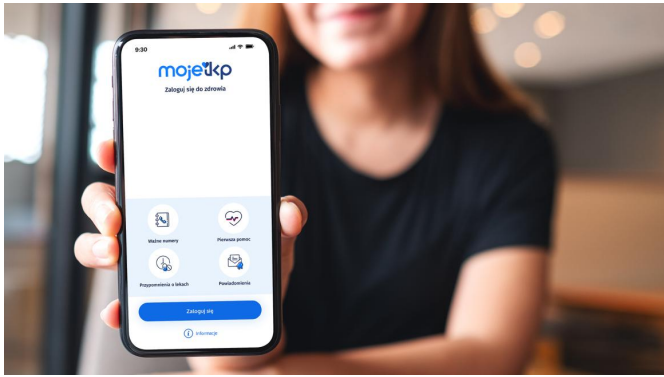 9:30
mojeikp
Zaloguj się do zdrowia
Ważne numery
Pierwsza pomoc
Przypomnienia o lekach
Powiadomienia
Zaloguj się
Informacje